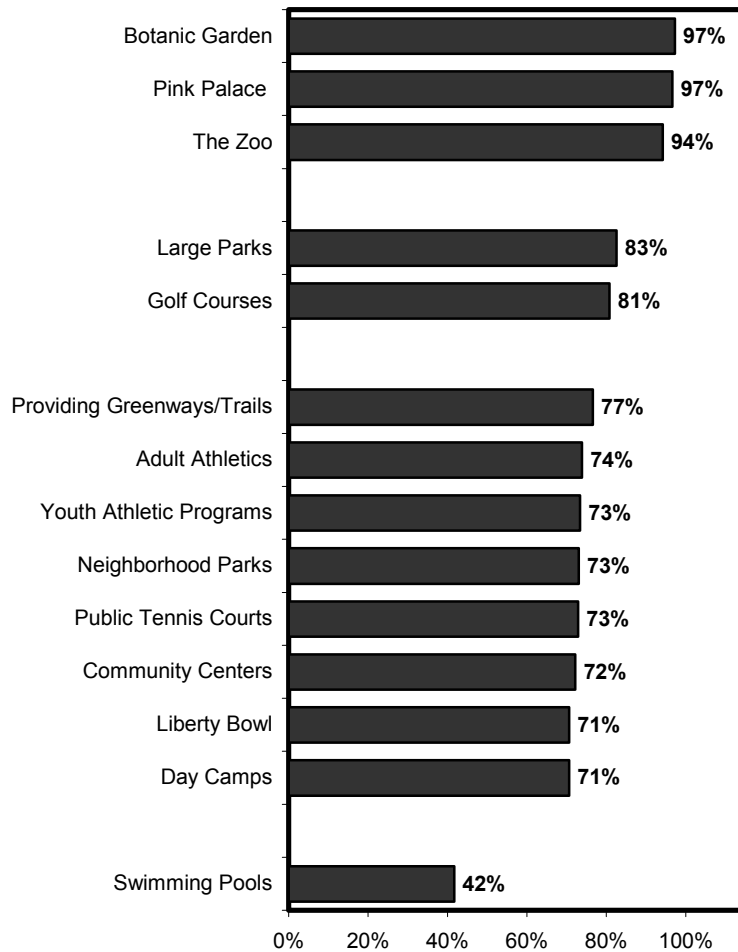 Botanic Garden 97%
Pink Palace 97%
The Zoo 94%
Large Parks 83%
Golf Courses 81%
Providing Greenways/Trails 77%
Adult Athletics 74%
Youth Athletic Programs 73%
Neighborhood Parks 73%
Public Tennis Courts 73%
Community Centers 72%
Liberty Bowl 71%
Day Camps 71%
Swimming Pools 42%
0% 20% 40% 60% 80% 100%